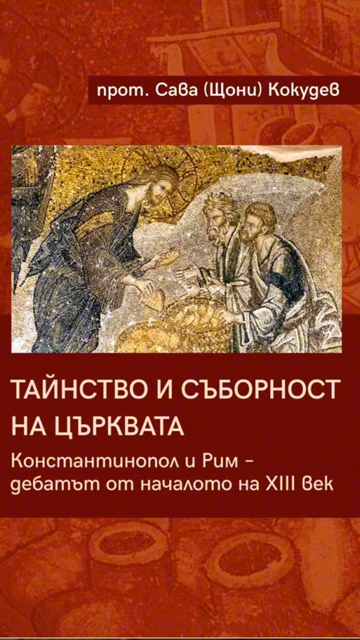 прот. Сава (Щони) Кокудев
ТАЙНСТВО И СЪБОРНОСТ
НА ЦЪРКВАТА
Константинопол и Рим –
дебатът от началото на XIII век